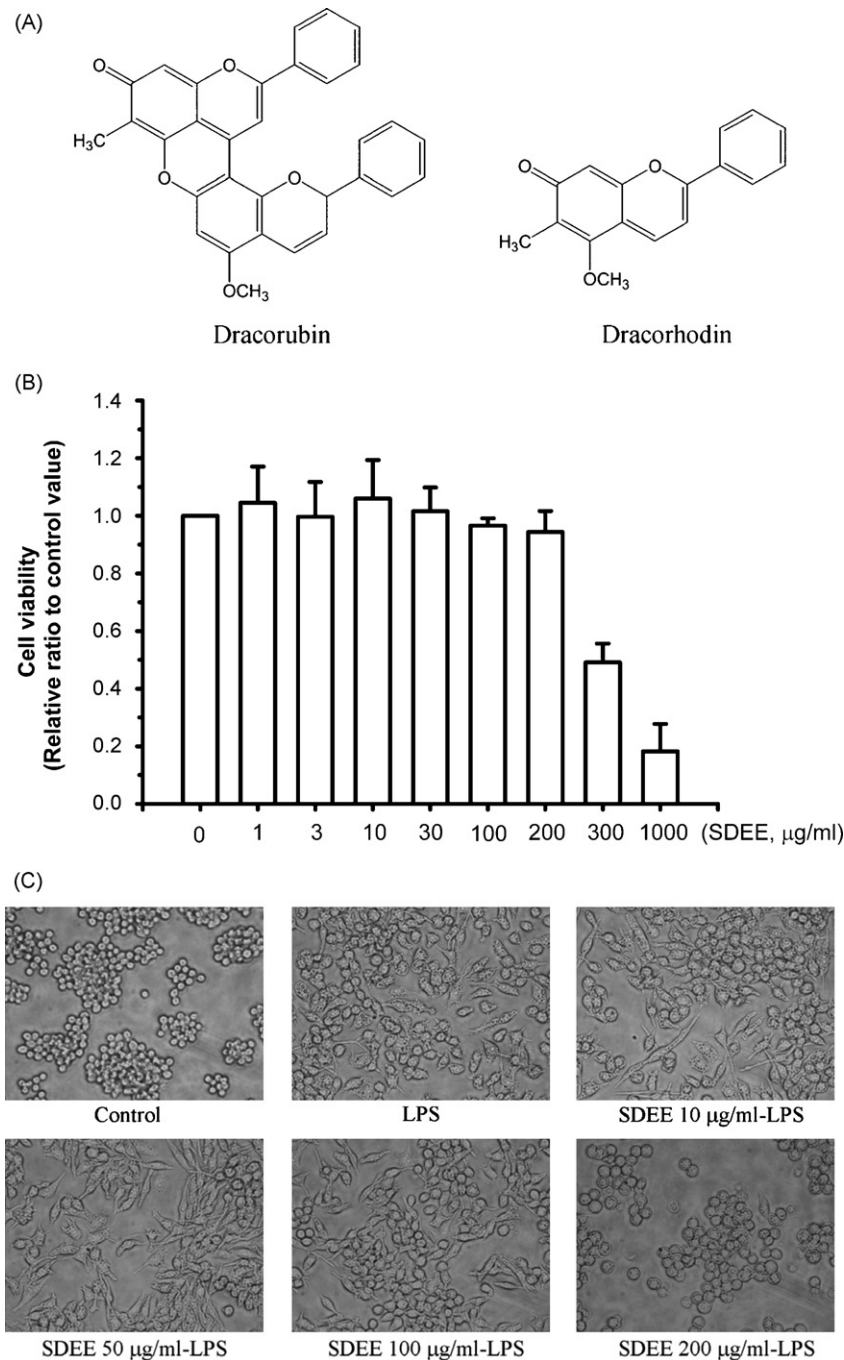 (A)
O
O
H₃C
O
O
OCH₃
O
O
H₃C
OCH₃
Dracorubin
Dracorhodin
(B)
Cell viability
(Relative ratio to control value)
1.4
1.2
1.0
0.8
0.6
0.4
0.2
0.0
0 1 3 10 30 100 200 300 1000 (SDEE, μg/ml)
(C)
Control LPS SDEE 10 μg/ml-LPS
SDEE 50 μg/ml-LPS SDEE 100 μg/ml-LPS SDEE 200 μg/ml-LPS